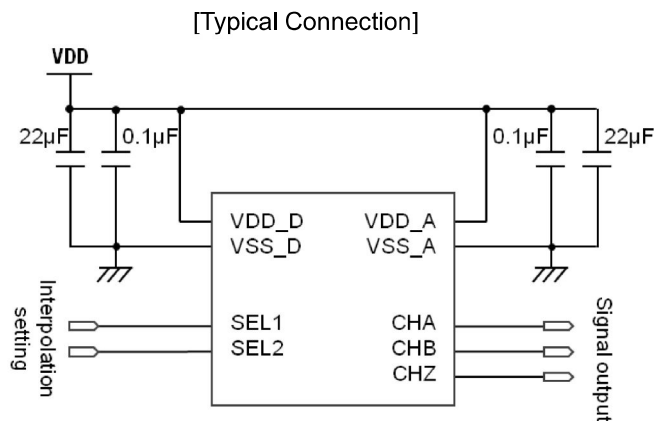 [Typical Connection]
VDD
22μF
0.1μF
0.1μF
22μF
VDD_D
VDD_A
VSS_D
VSS_A
Interpolation
setting
SEL1
SEL2
CHA
CHB
CHZ
Signal output